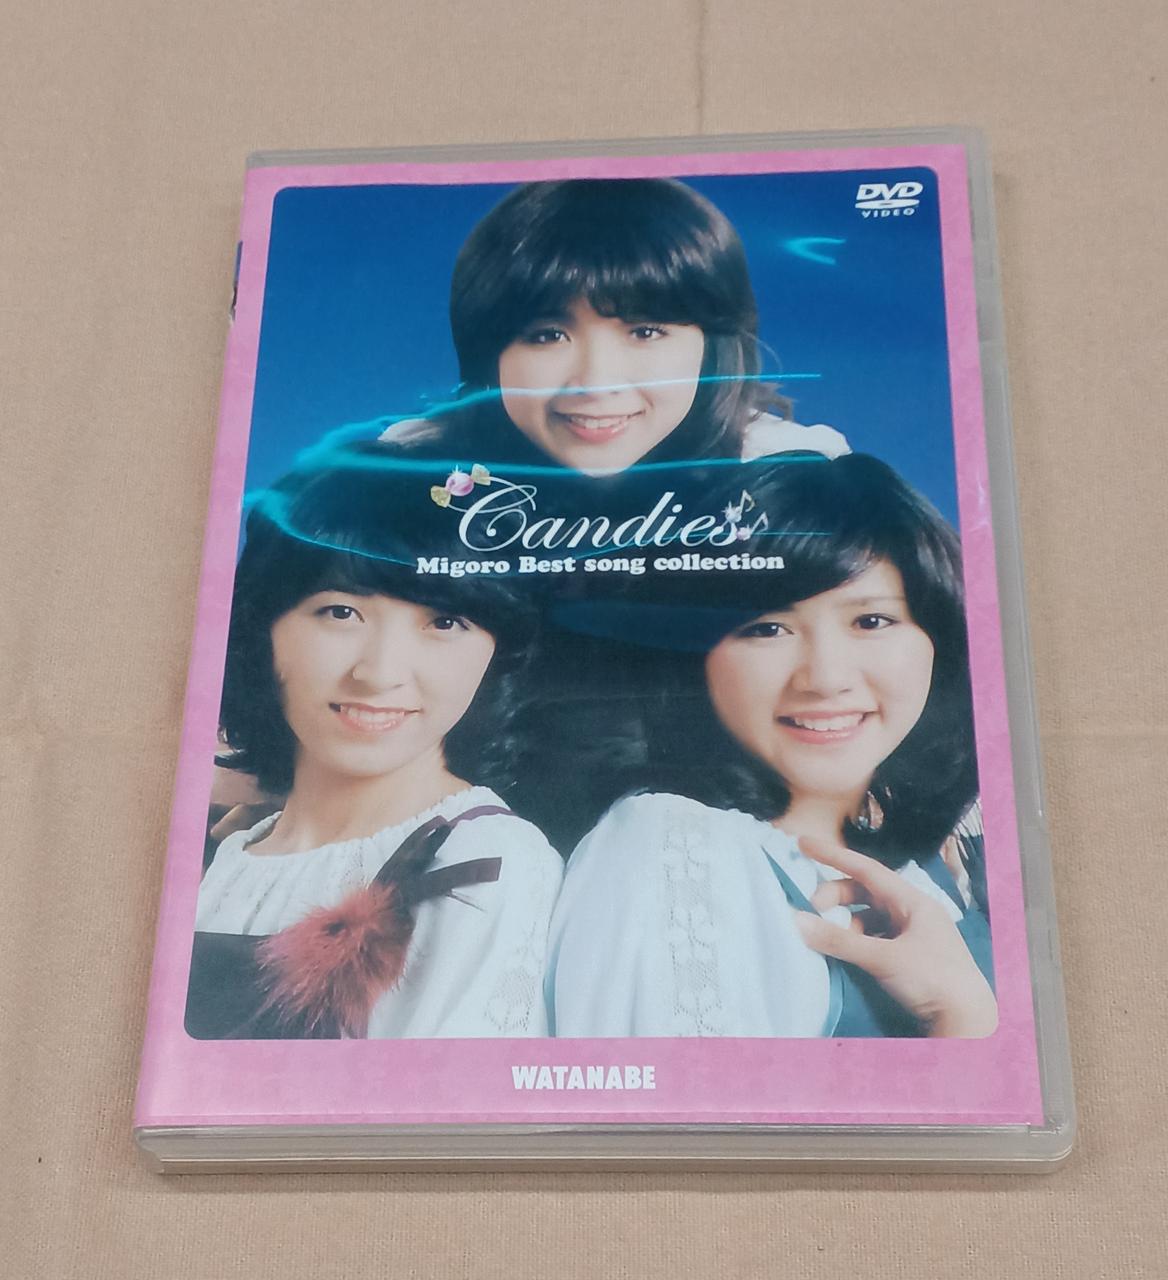 DVD
VIDEO
Candies
Migoro Best song collection
WATANABE